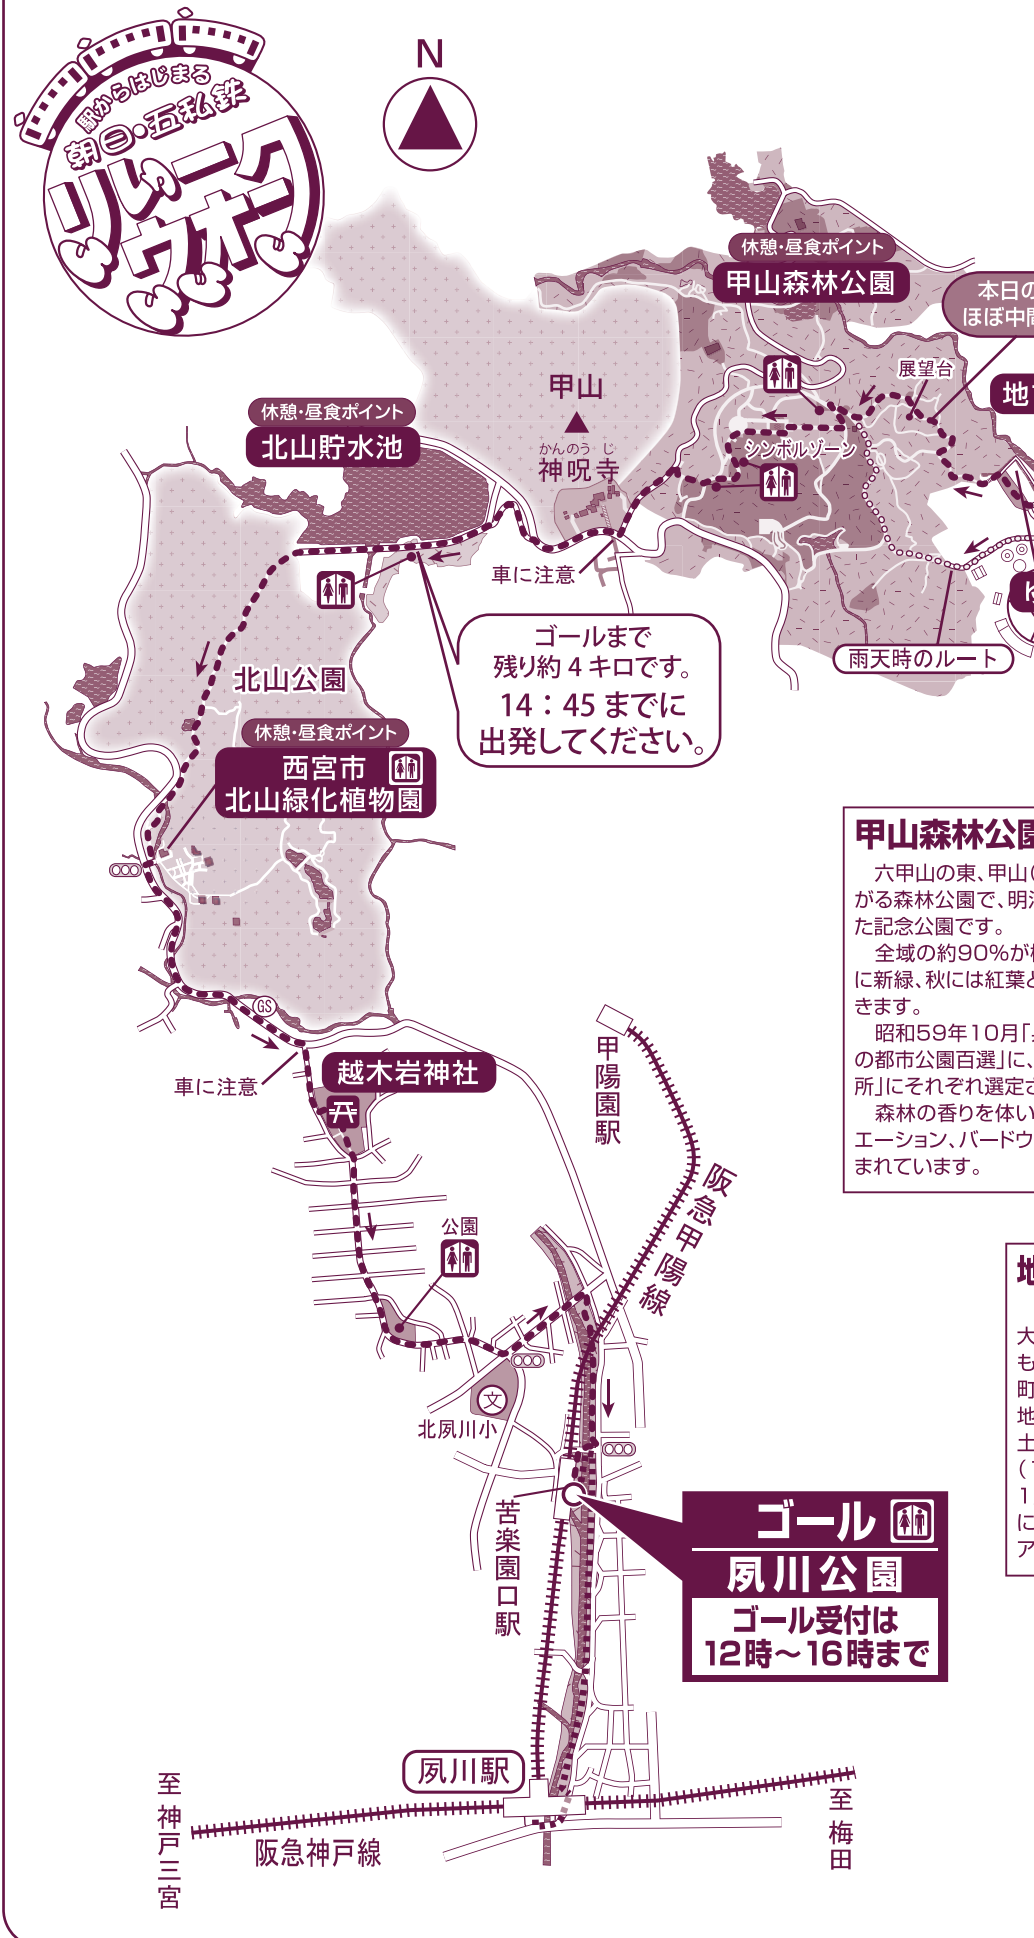 駅からはじまる
朝日・五私鉄
リレーウオーク
N
休憩・昼食ポイント
甲山森林公園
本日の
ほぼ中間
展望台
甲山
かんのうじ
神呪寺
シンボルゾーン
休憩・昼食ポイント
北山貯水池
車に注意
ゴールまで
残り約4キロです。
14：45までに
出発してください。
雨天時のルート
北山公園
休憩・昼食ポイント
西宮市
北山緑化植物園
甲山森林公園
六甲山の東、甲山(
がる森林公園で、明治
た記念公園です。
全域の約90%が
に新緑、秋には紅葉と
きます。
昭和59年10月「
の都市公園百選」に、
所」にそれぞれ選定さ
森林の香りを体い
エーション、バードウ
まれています。
GS
車に注意
越木岩神社
甲陽園駅
阪急甲陽線
公園
文
北夙川小
苦楽園口駅
ゴール
夙川公園
ゴール受付は
12時～16時まで
大
も
町
地
土
(
1
に
ア
夙川駅
至神戸三宮
阪急神戸線
至梅田